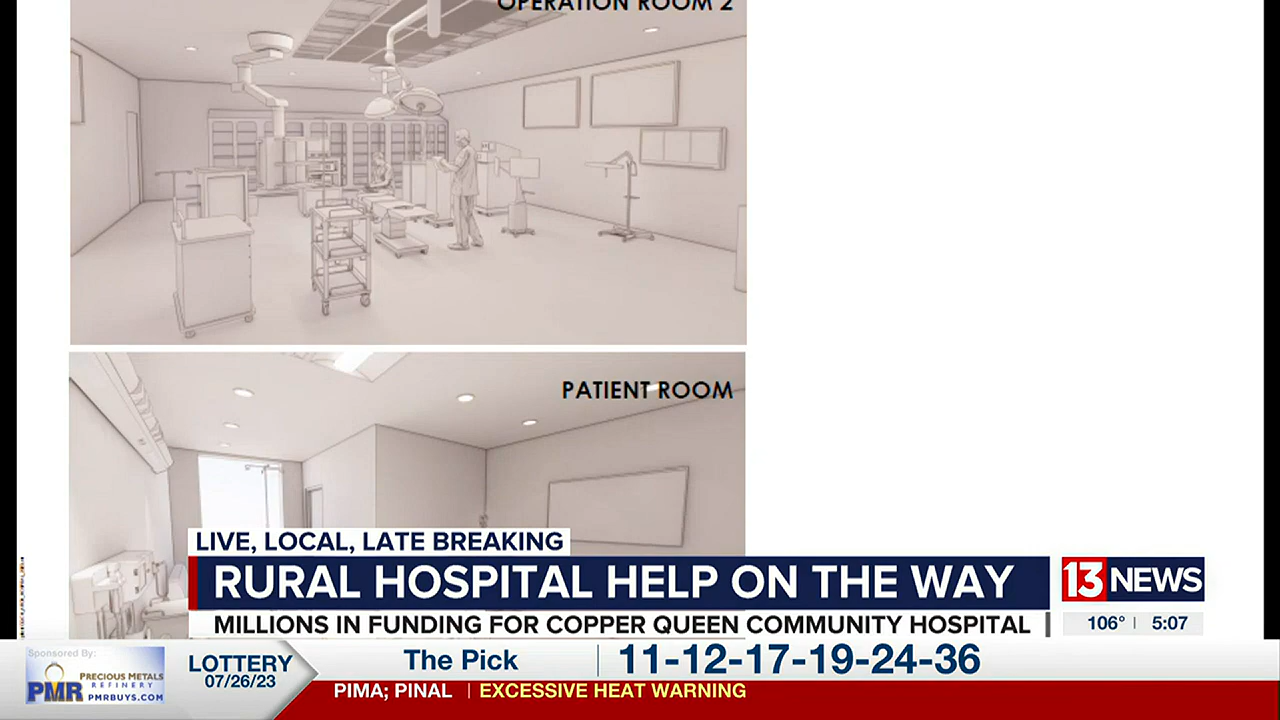 OPERATION ROOM 2
PATIENT ROOM
LIVE, LOCAL, LATE BREAKING
RURAL HOSPITAL HELP ON THE WAY
13 NEWS
MILLIONS IN FUNDING FOR COPPER QUEEN COMMUNITY HOSPITAL
106° 5:07
Sponsored By:
PMR PRECIOUS METALS
REFINERY
PMRBUYS.COM
LOTTERY
07/26/23
The Pick
11-12-17-19-24-36
PIMA; PINAL
EXCESSIVE HEAT WARNING